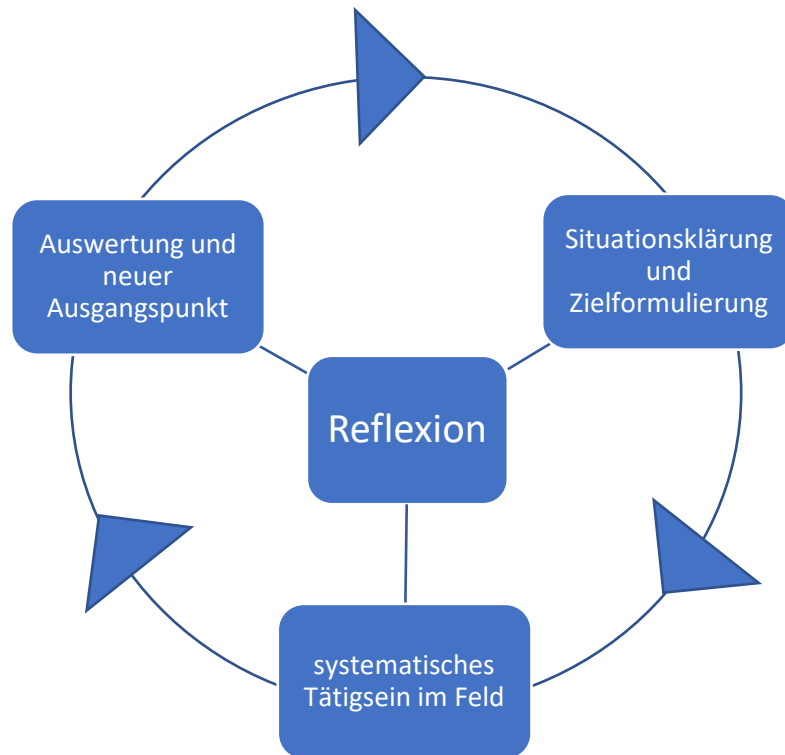 Auswertung und
neuer
Ausgangspunkt
Situationsklärung
und
Zielformulierung
Reflexion
systematisches
Tätigsein im Feld